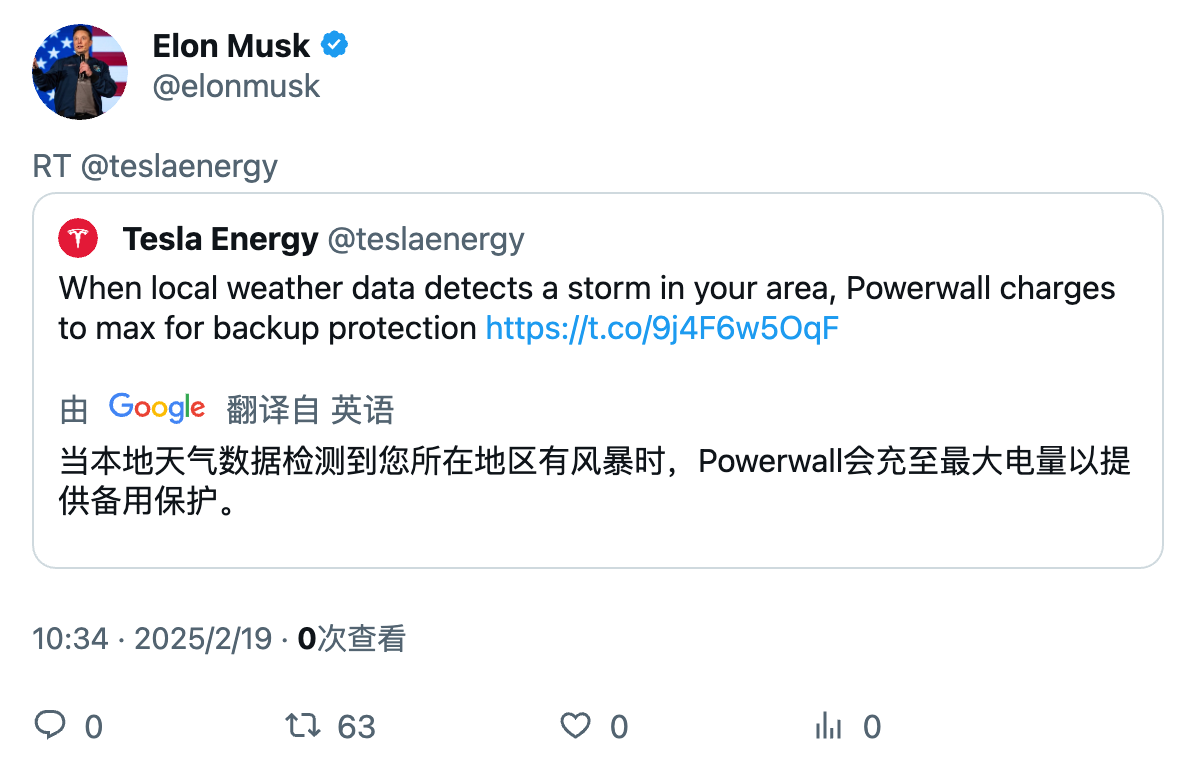 Elon Musk
@elonmusk
RT @teslaenergy
Tesla Energy @teslaenergy
When local weather data detects a storm in your area, Powerwall charges
to max for backup protection https://t.co/9j4F6w5OqF
由 Google 翻译自 英语
当本地天气数据检测到您所在地区有风暴时，Powerwall会充至最大电量以提
供备用保护。
10:34 · 2025/2/19 · 0次查看
0 63 0 0